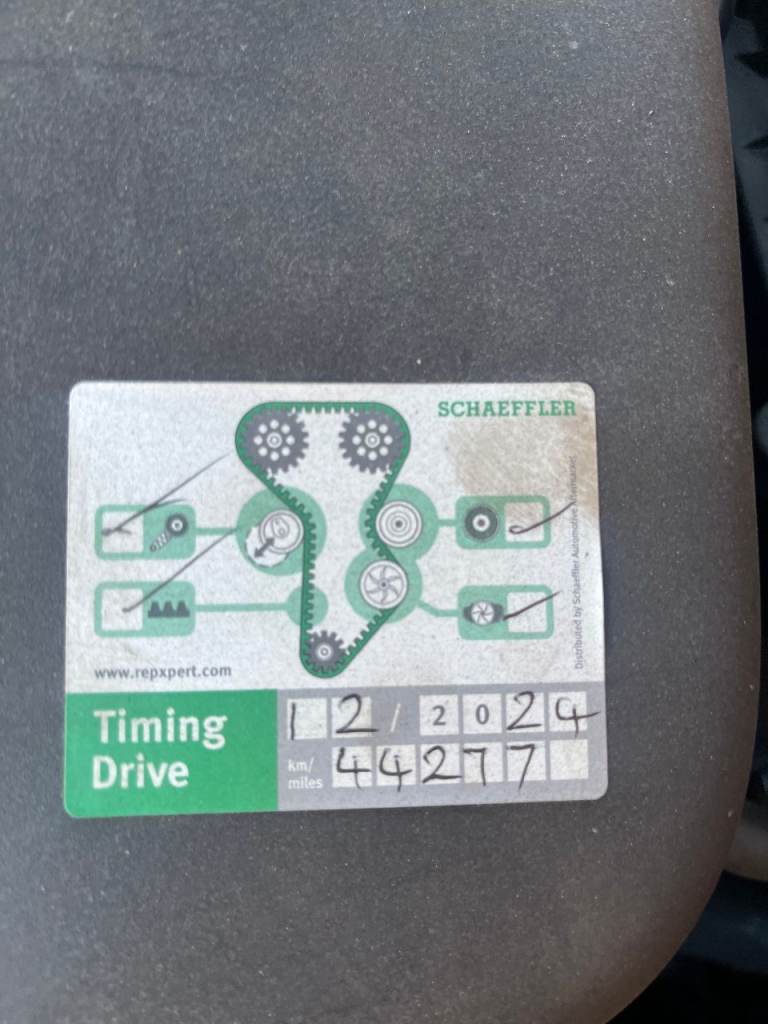 SCHAEFFLER
Distributed by Schaeffler Automotive Aftermarket
www.repxpert.com
Timing
Drive
12/2024
km/
miles
44277